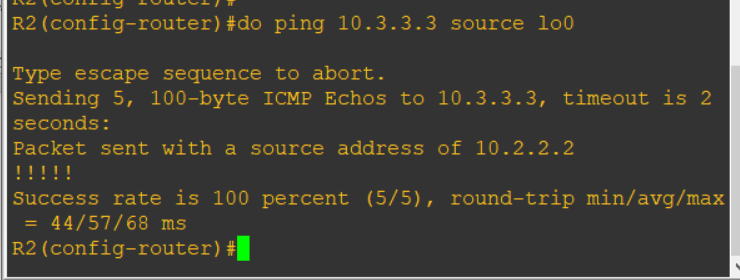 R2(config-router)#
R2(config-router)#do ping 10.3.3.3 source lo0
Type escape sequence to abort.
Sending 5, 100-byte ICMP Echos to 10.3.3.3, timeout is 2
seconds:
Packet sent with a source address of 10.2.2.2
!!!!!
Success rate is 100 percent (5/5), round-trip min/avg/max
= 44/57/68 ms
R2(config-router)#